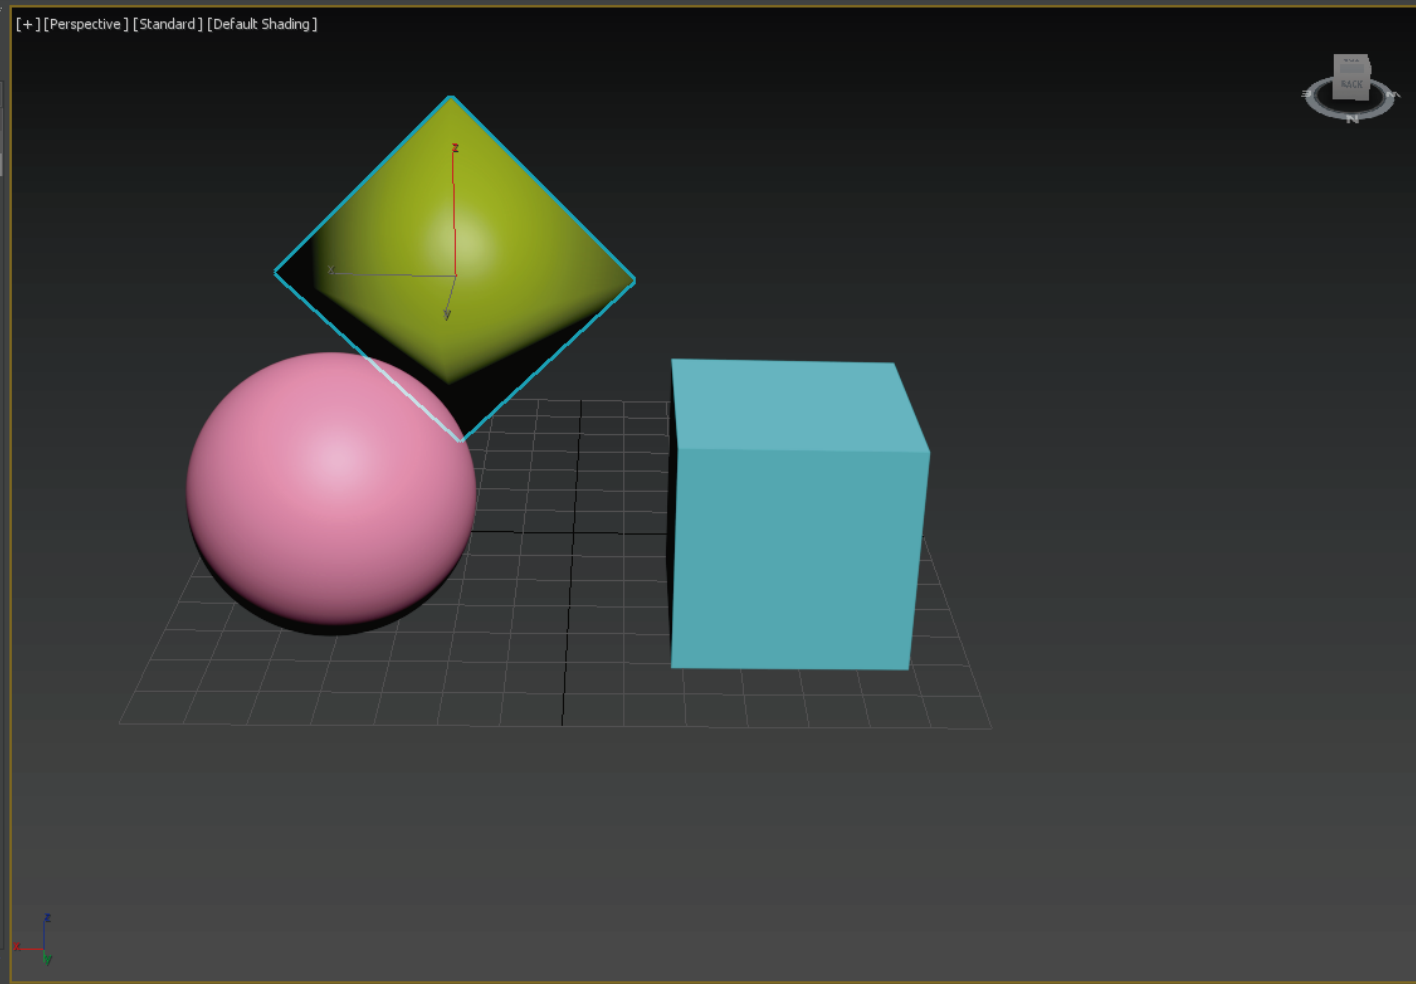 [+] [Perspective ] [Standard ] [Default Shading ]
BACK
N
z
x
y
z
x
y